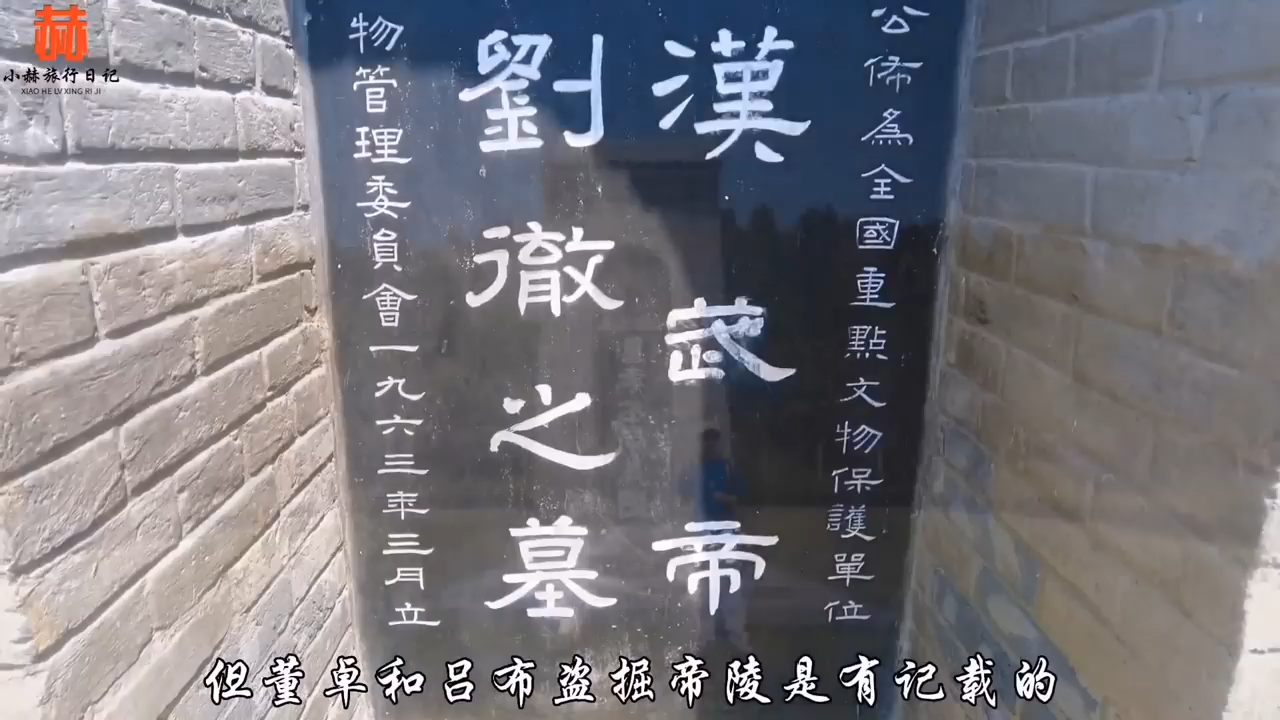 赫
小赫旅行日记
XIAO HE LV XING RI JI
公佈為全國重點文物保護單位
漢武帝
劉徹之墓
物管理委員會一九六三年三月立
但董卓和吕布盗掘帝陵是有记载的